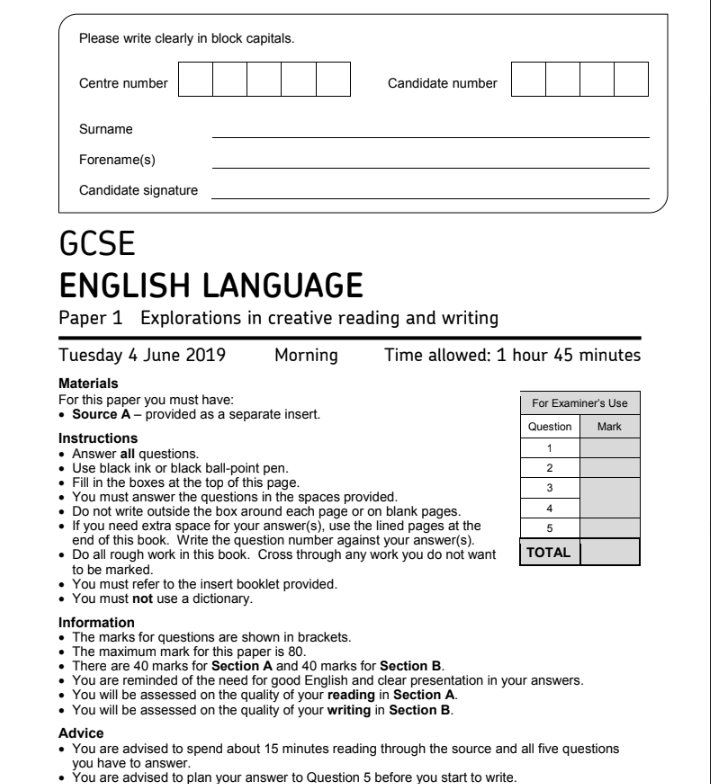 Please write clearly in block capitals.
Centre number
Candidate number
Surname
Forename(s)
Candidate signature
GCSE
ENGLISH LANGUAGE
Paper 1 Explorations in creative reading and writing
Tuesday 4 June 2019 Morning Time allowed: 1 hour 45 minutes
Materials
For this paper you must have:
• Source A – provided as a separate insert.
Instructions
• Answer all questions.
• Use black ink or black ball-point pen.
• Fill in the boxes at the top of this page.
• You must answer the questions in the spaces provided.
• Do not write outside the box around each page or on blank pages.
• If you need extra space for your answer(s), use the lined pages at the
end of this book. Write the question number against your answer(s).
• Do all rough work in this book. Cross through any work you do not want
to be marked.
• You must refer to the insert booklet provided.
• You must not use a dictionary.
For Examiner's Use
Question Mark
1
2
3
4
5
TOTAL
Information
• The marks for questions are shown in brackets.
• The maximum mark for this paper is 80.
• There are 40 marks for Section A and 40 marks for Section B.
• You are reminded of the need for good English and clear presentation in your answers.
• You will be assessed on the quality of your reading in Section A.
• You will be assessed on the quality of your writing in Section B.
Advice
• You are advised to spend about 15 minutes reading through the source and all five questions
you have to answer.
• You are advised to plan your answer to Question 5 before you start to write.